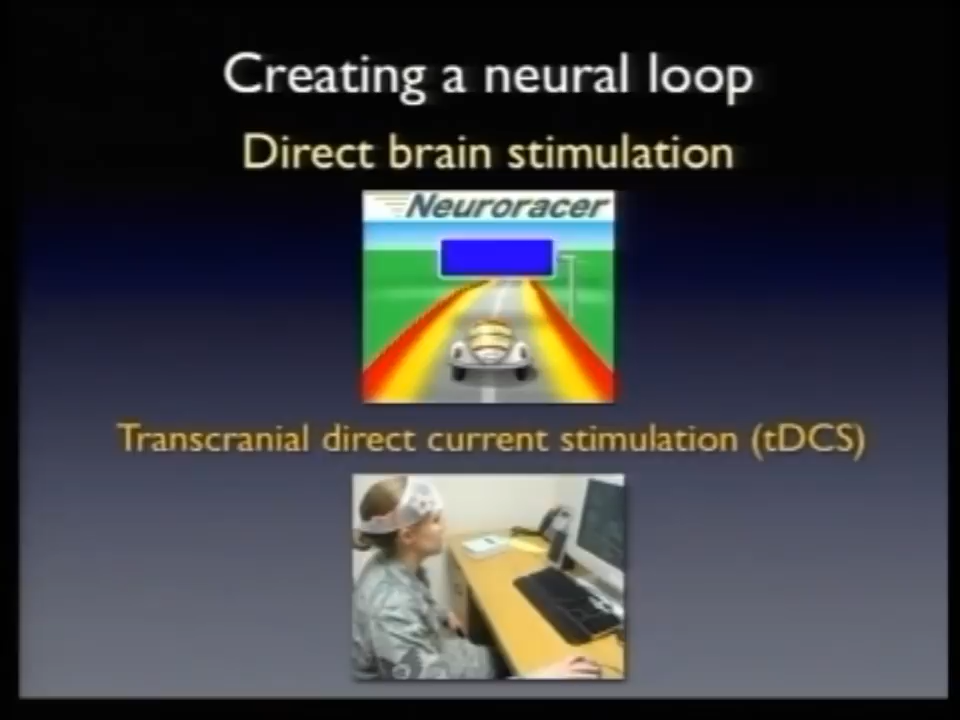 Creating a neural loop
Direct brain stimulation
Neuroracer
Transcranial direct current stimulation (tDCS)